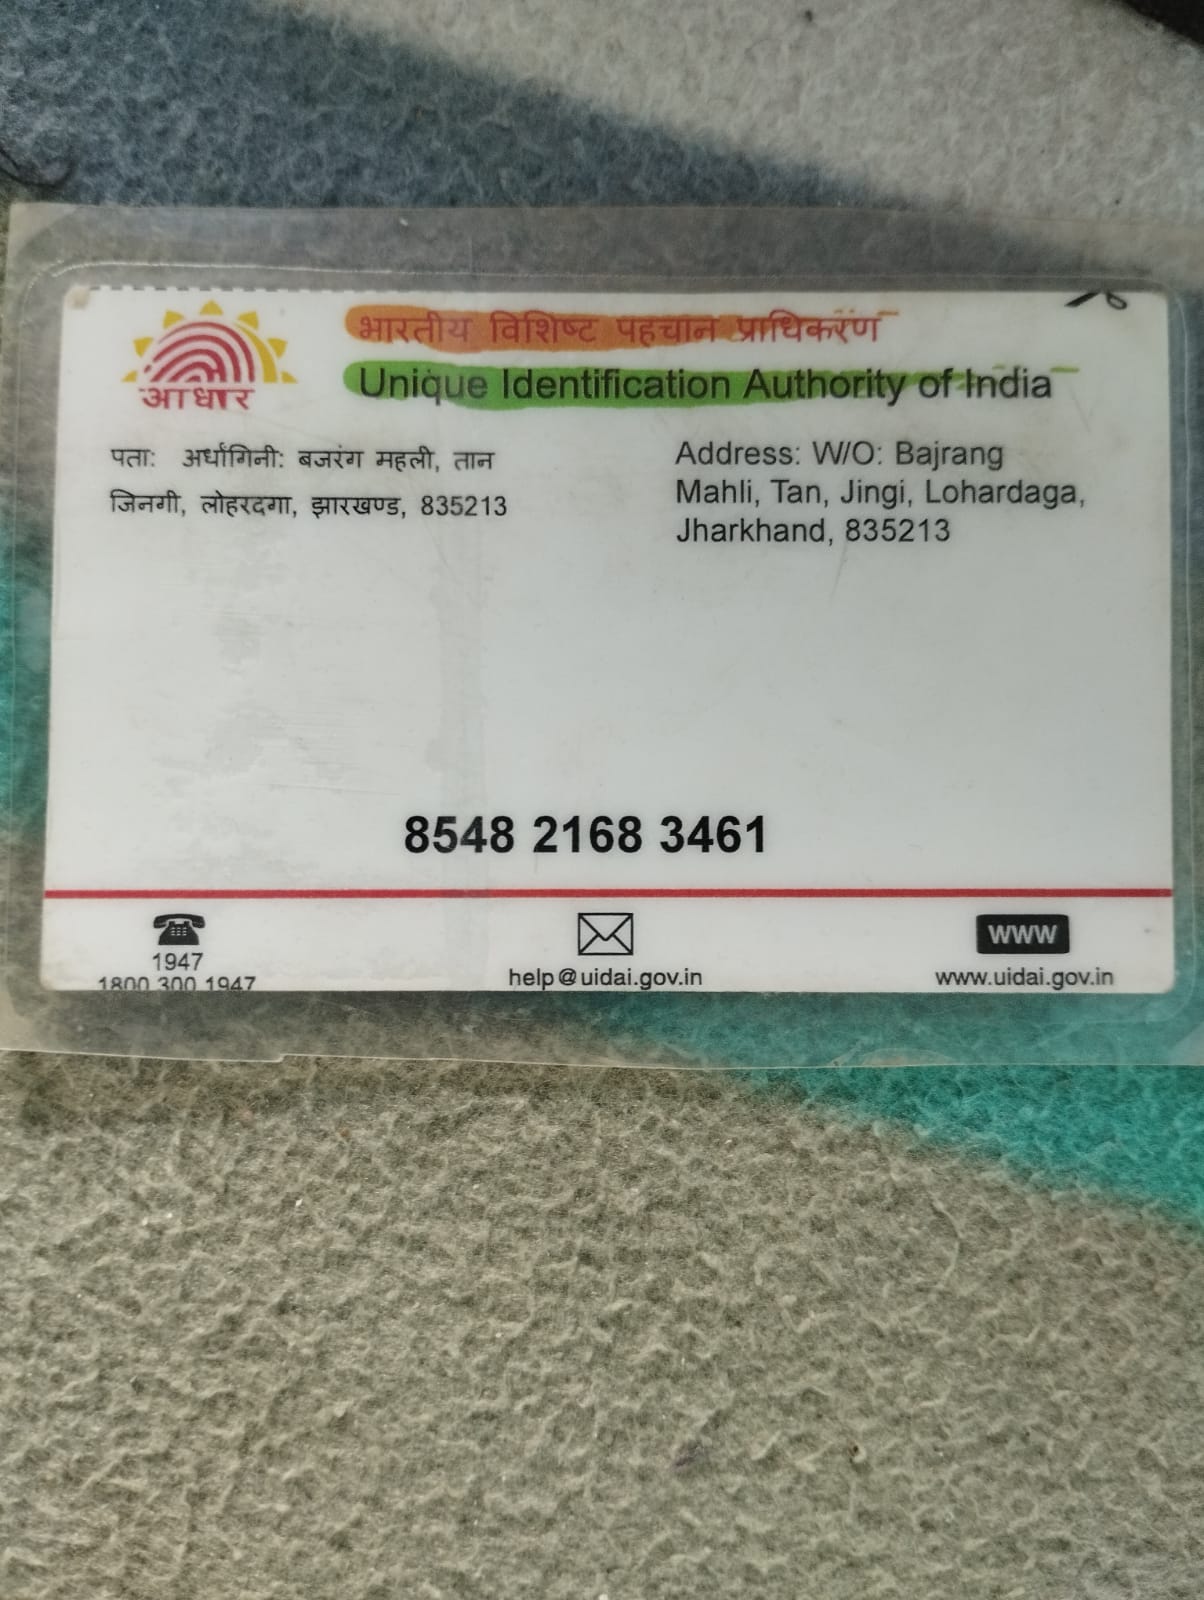 आधार
भारतीय विशिष्ट पहचान प्राधिकरण
Unique Identification Authority of India
पता: अर्धांगिनी: बजरंग महली, तान
जिनगी, लोहरदगा, झारखण्ड, 835213
Address: W/O: Bajrang
Mahli, Tan, Jingi, Lohardaga,
Jharkhand, 835213
8548 2168 3461
1947
1800 300 1947
help@uidai.gov.in
www
www.uidai.gov.in